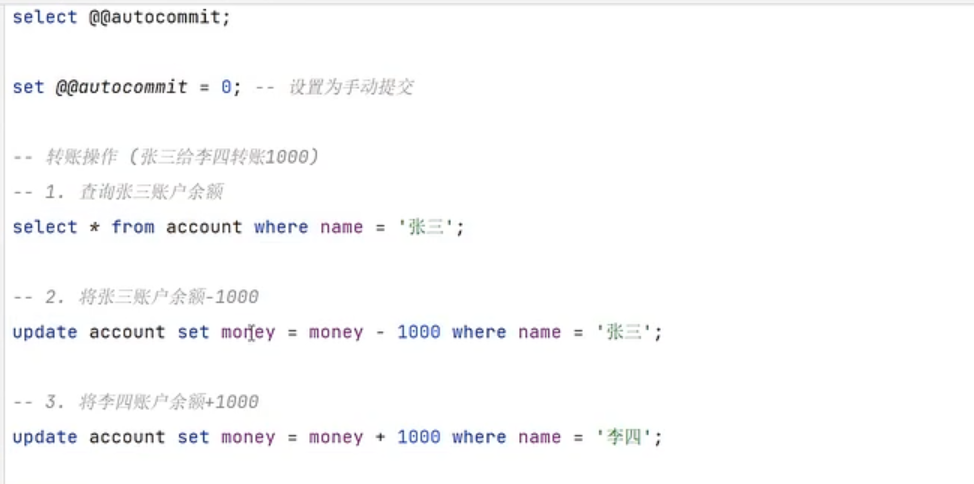 select @@autocommit;
set @@autocommit = 0; -- 设置为手动提交
-- 转账操作 (张三给李四转账1000)
-- 1. 查询张三账户余额
select * from account where name = '张三';
-- 2. 将张三账户余额-1000
update account set money = money - 1000 where name = '张三';
-- 3. 将李四账户余额+1000
update account set money = money + 1000 where name = '李四';